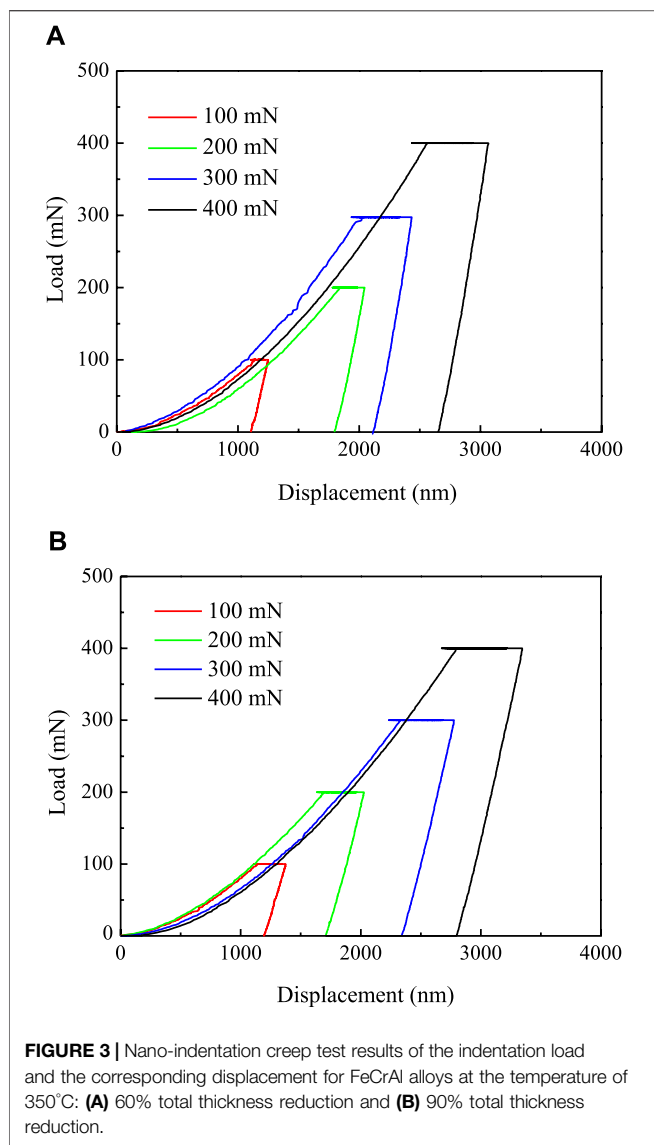 A
500
400
300
200
100
0
Load (mN)
100 mN
200 mN
300 mN
400 mN
0 1000 2000 3000 4000
Displacement (nm)
B
500
400
300
200
100
0
Load (mN)
100 mN
200 mN
300 mN
400 mN
0 1000 2000 3000 4000
Displacement (nm)
FIGURE 3 | Nano-indentation creep test results of the indentation load
and the corresponding displacement for FeCrAl alloys at the temperature of
350°C: (A) 60% total thickness reduction and (B) 90% total thickness
reduction.